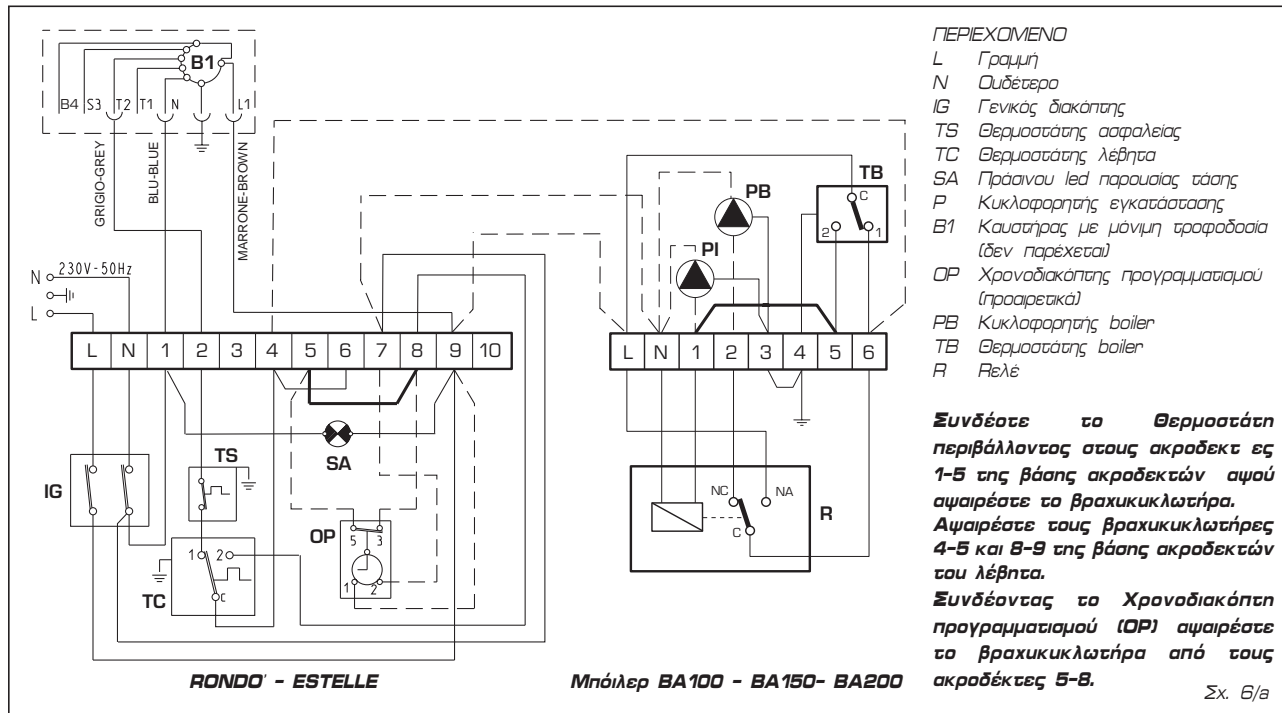 B1
B4 S3 T2 T1 N L1
GRIGIO-GREY
BLU-BLUE
MARRONE-BROWN
N 230V-50Hz
L
L N 1 2 3 4 5 6 7 8 9 10
IG
TS
SA
OP
5 3
1 2
TC
1 2
C
RONDO' - ESTELLE
PB
PI
TB
C
2 1
L N 1 2 3 4 5 6
NC NA
C
R
Μπόιλερ BA100 - BA150- BA200
ΠΕΡΙΕΧΟΜΕΝΟ
L Γραμμή
N Ουδέτερο
IG Γενικός διακόπτης
TS Θερμοστάτης ασφαλείας
TC Θερμοστάτης λέβητα
SA Πράσινου led παρουσίας τάσης
P Κυκλοφορητής εγκατάστασης
B1 Καυστήρας με μόνιμη τροφοδοσία
(δεν παρέχεται)
OP Χρονοδιακόπτης προγραμματισμού
(προαιρετικά)
PB Κυκλοφορητής boiler
TB Θερμοστάτης boiler
R Ρελέ
Συνδέστε το Θερμοστάτη
περιβάλλοντος στους ακροδεκτ ες
1-5 της βάσης ακροδεκτών αφού
αφαιρέστε το βραχυκυκλωτήρα.
Αφαιρέστε τους βραχυκυκλωτήρες
4-5 και 8-9 της βάσης ακροδεκτών
του λέβητα.
Συνδέοντας το Χρονοδιακόπτη
προγραμματισμού (OP) αφαιρέστε
το βραχυκυκλωτήρα από τους
ακροδέκτες 5-8.
Σχ. 6/a